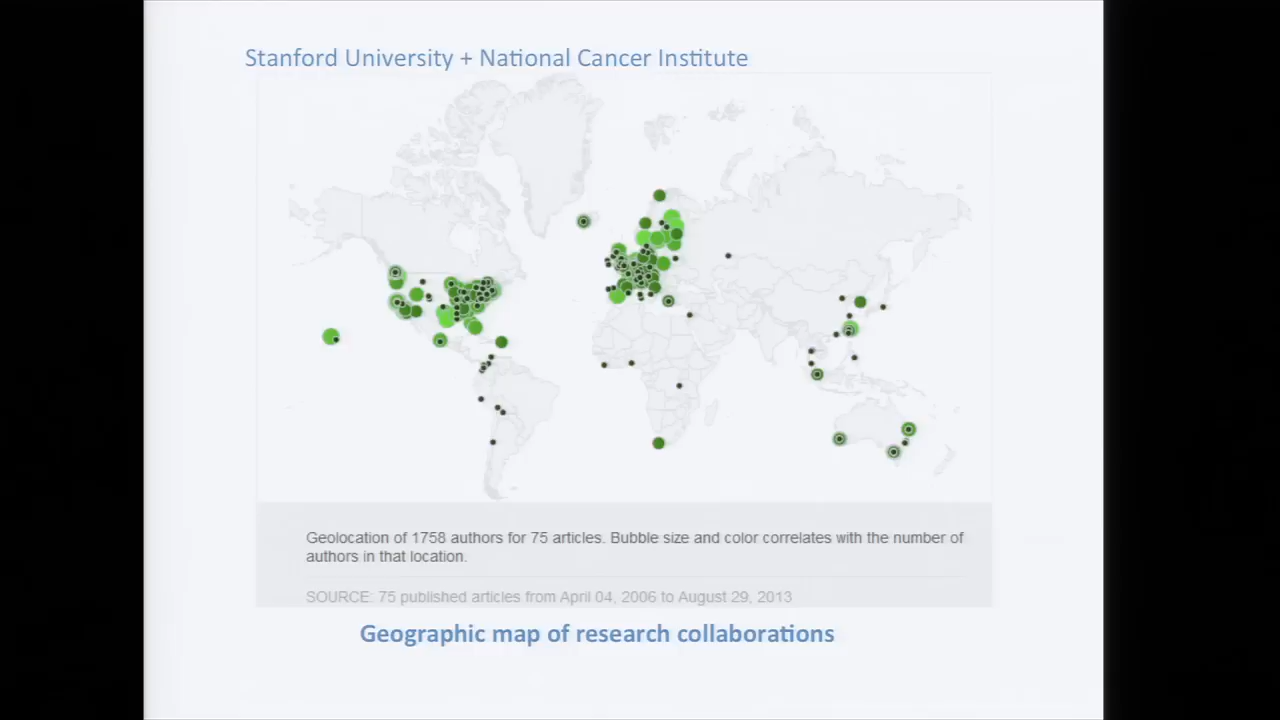 Stanford University + National Cancer Institute
Geolocation of 1758 authors for 75 articles. Bubble size and color correlates with the number of
authors in that location.
SOURCE: 75 published articles from April 04, 2006 to August 29, 2013
Geographic map of research collaborations